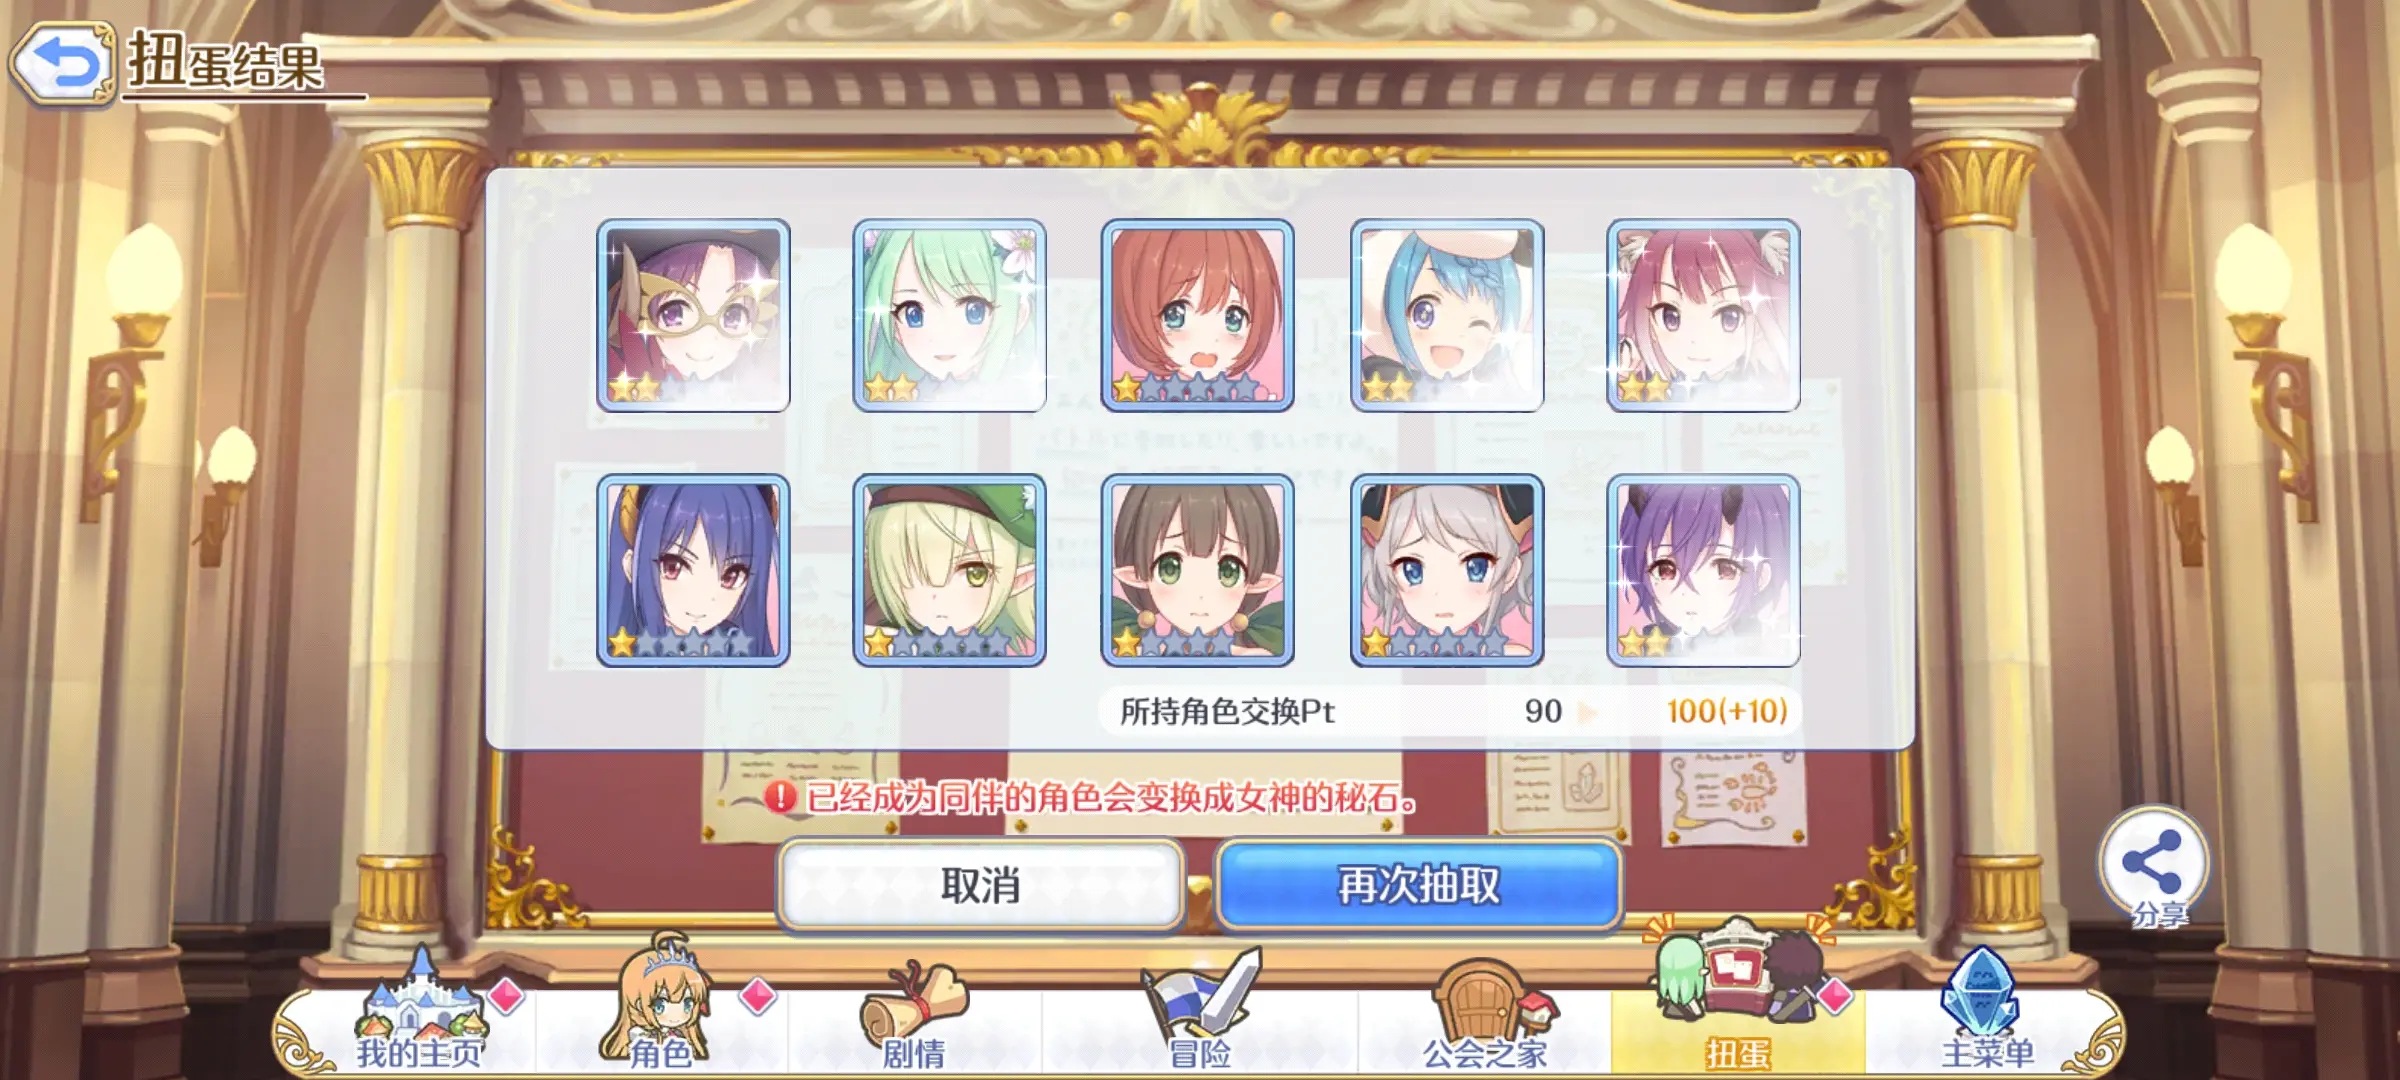 扭蛋结果
所持角色交换Pt 90 100(+10)
已经成为同伴的角色会变换成女神的秘石。
取消
再次抽取
分享
我的主页
角色
剧情
冒险
公会之家
扭蛋
主菜单